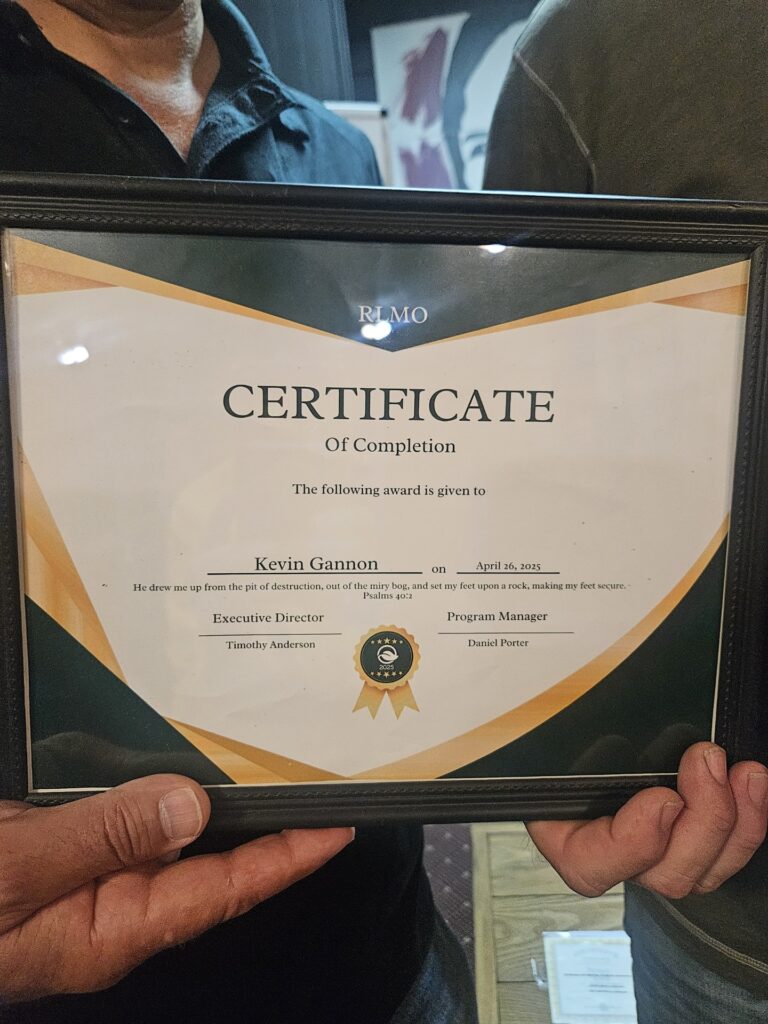 RLMO
CERTIFICATE
Of Completion
The following award is given to
Kevin Gannon on April 26, 2025
He drew me up from the pit of destruction, out of the miry bog, and set my feet upon a rock, making my feet secure. -
Psalms 40:2
Executive Director Program Manager
Timothy Anderson Daniel Porter
2025